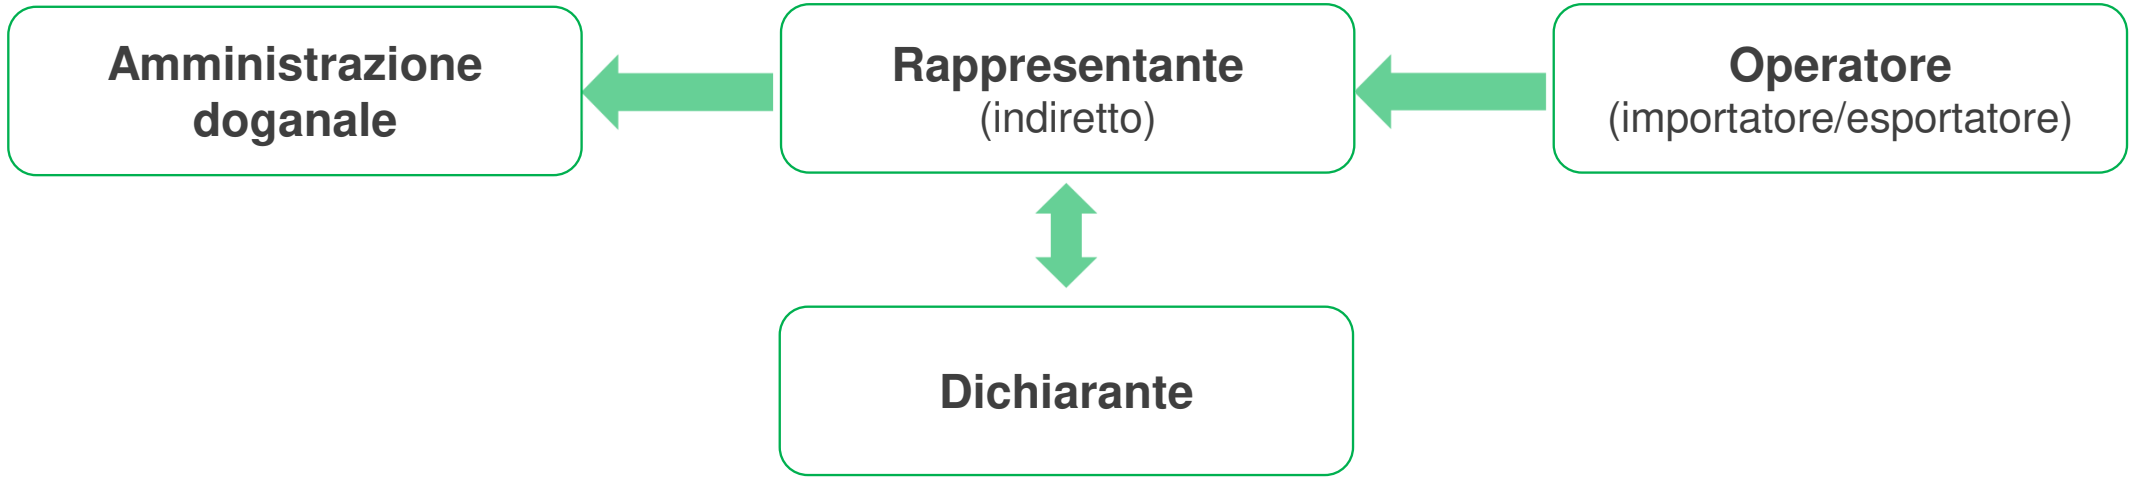 Amministrazione
doganale
Rappresentante
(indiretto)
Operatore
(importatore/esportatore)
Dichiarante